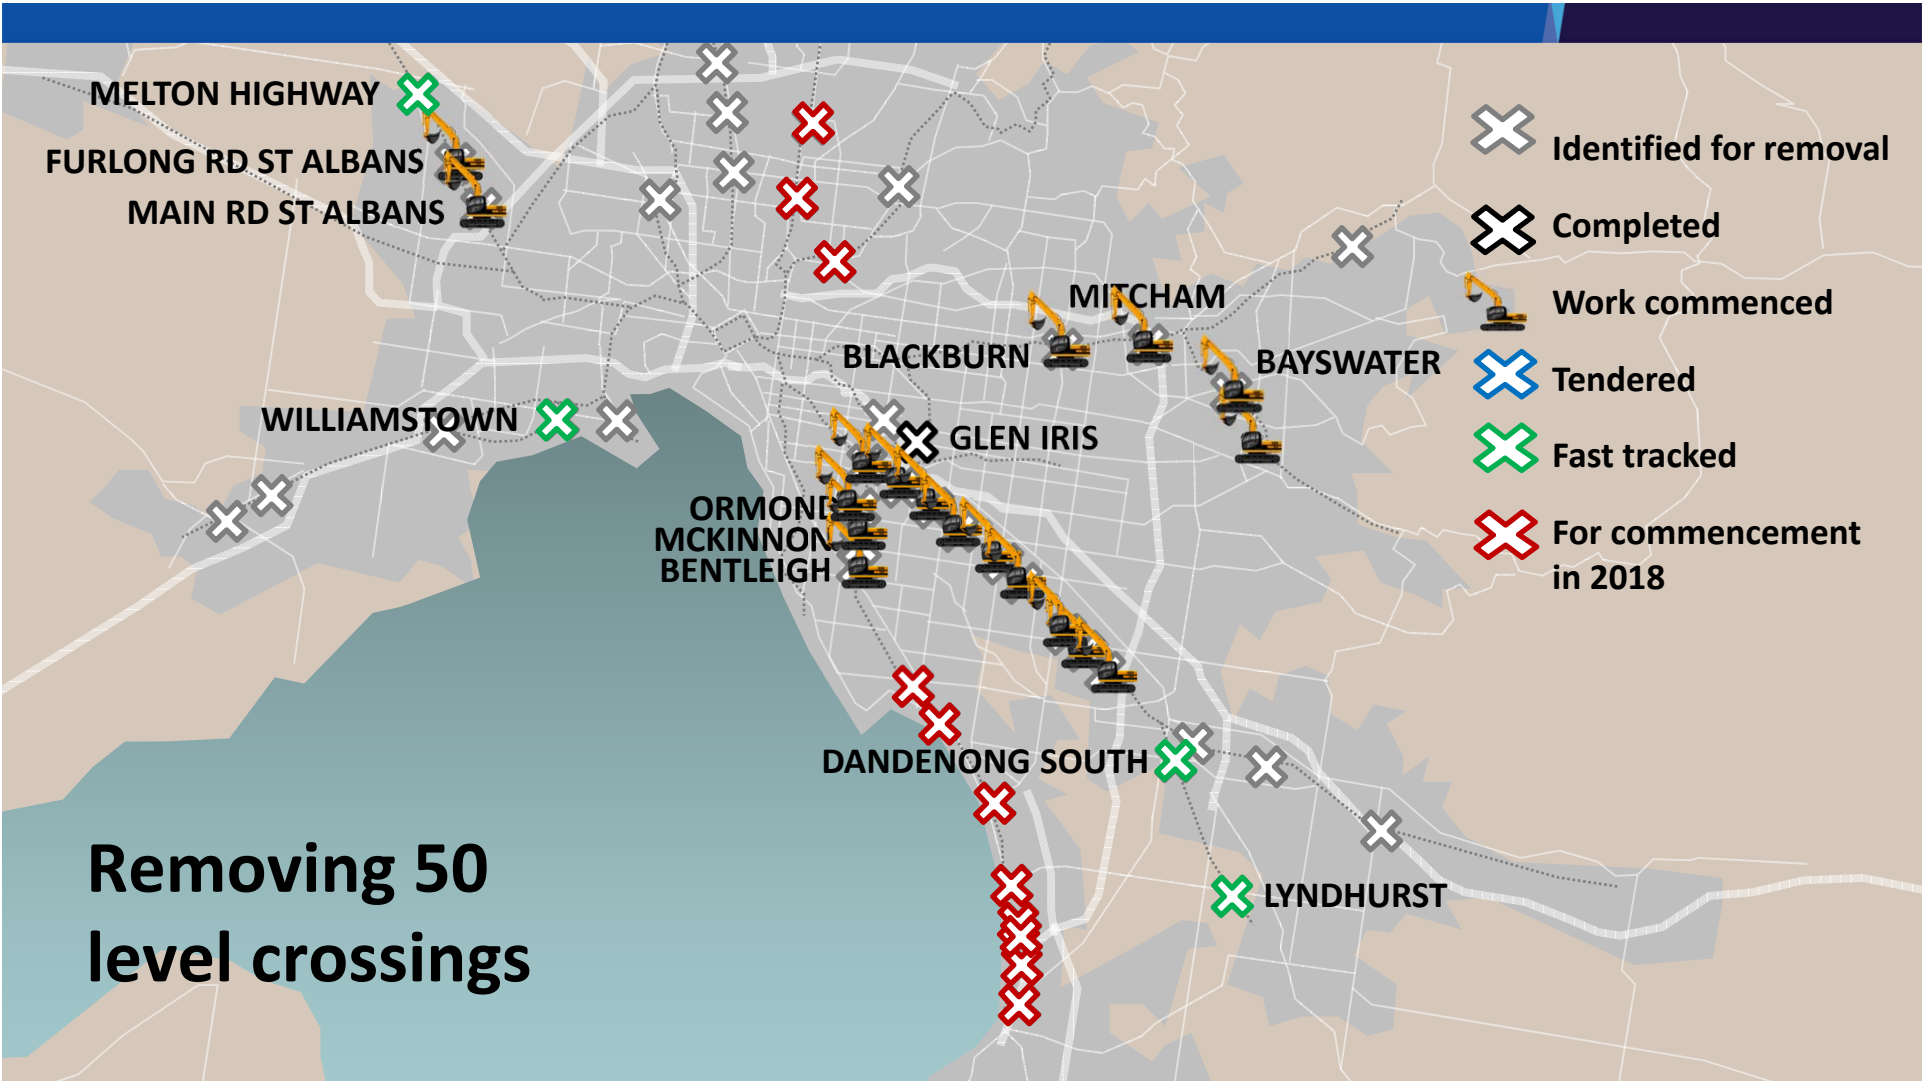 MELTON HIGHWAY
FURLONG RD ST ALBANS
MAIN RD ST ALBANS
MITCHAM
BLACKBURN
BAYSWATER
WILLIAMSTOWN
GLEN IRIS
ORMOND
MCKINNON
BENTLEIGH
DANDENONG SOUTH
LYNDHURST
Identified for removal
Completed
Work commenced
Tendered
Fast tracked
For commencement
in 2018
Removing 50
level crossings